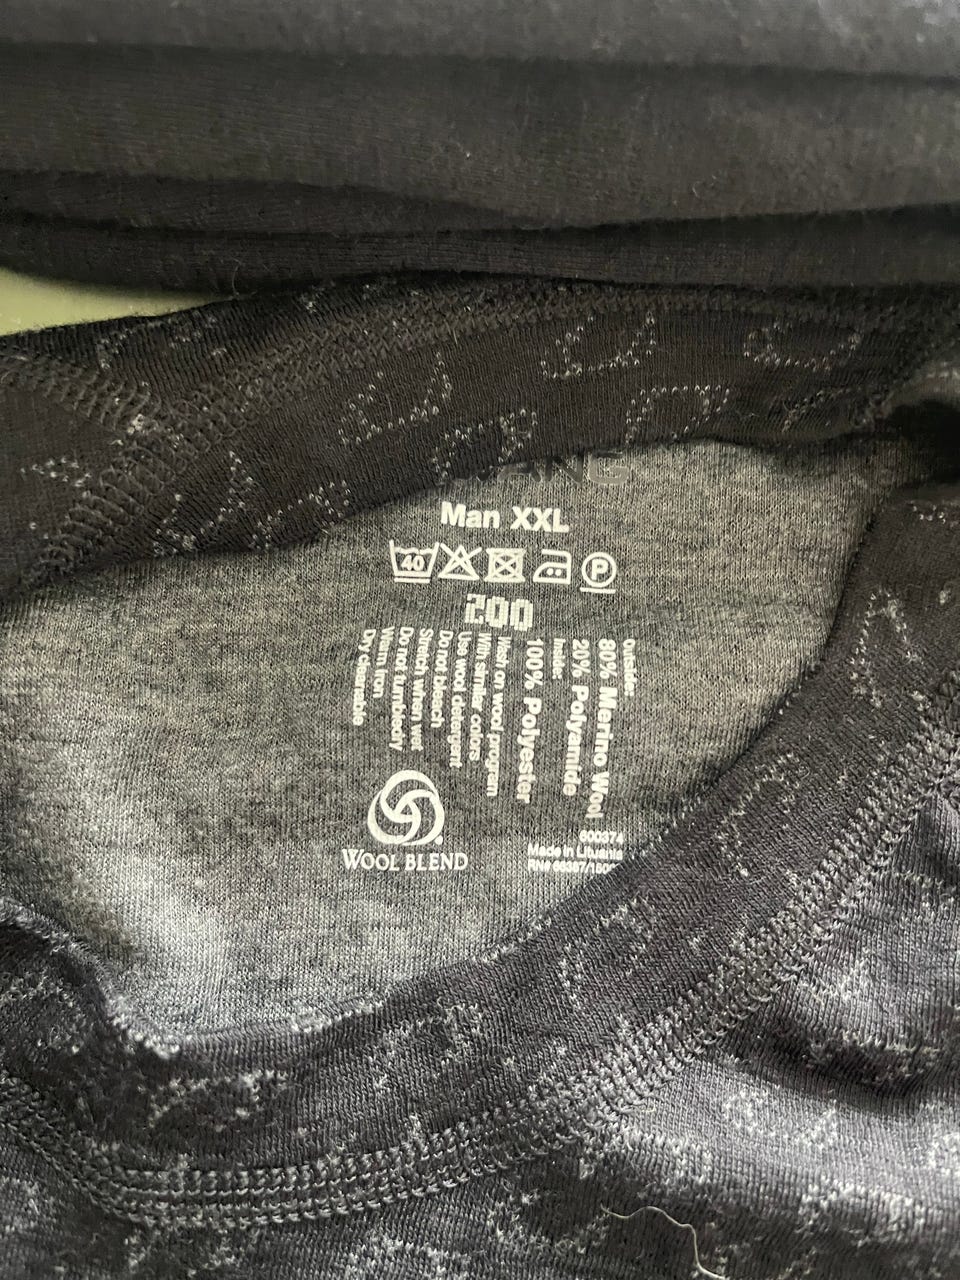 Man XXL
40 P
200
Outside:
80% Merino Wool
20% Polyamide
Inside:
100% Polyester
Wash on wool program
With similar colors
Use wool detergent
Do not bleach
Stretch when wet
Do not tumbledry
Warm iron
Dry cleanable
WOOL BLEND
600374
Made in Lithuania